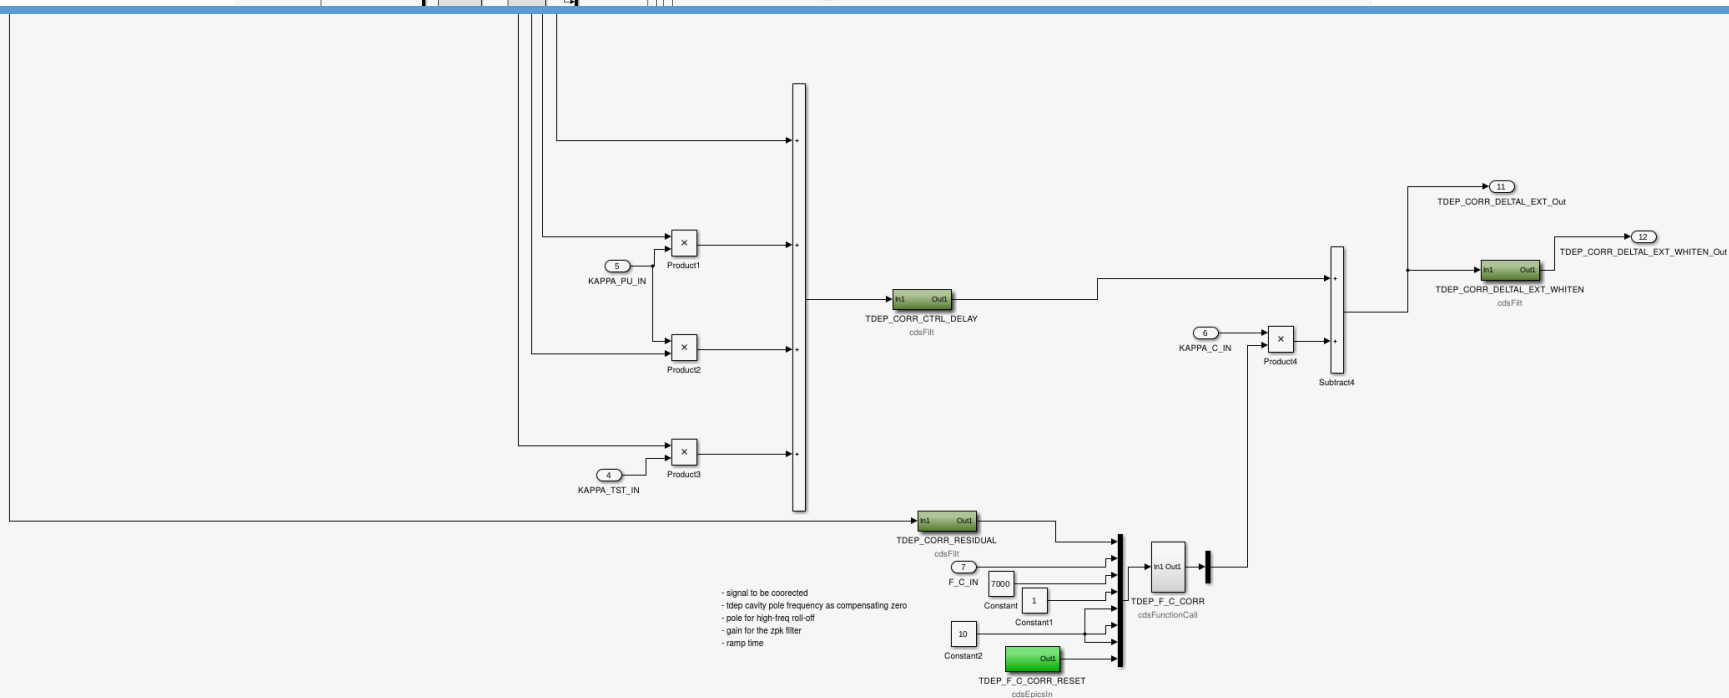 11
TDEP_CORR_DELTAL_EXT_Out
12
TDEP_CORR_DELTAL_EXT_WHITEN_Out
In1 Out1
TDEP_CORR_DELTAL_EXT_WHITEN
cdsFilt
+
×
Product1
+
5
KAPPA_PU_IN
In1 Out1
TDEP_CORR_CTRL_DELAY
cdsFilt
+
6
KAPPA_C_IN
×
Product4
+
Subtract4
×
Product2
+
×
Product3
+
4
KAPPA_TST_IN
In1 Out1
TDEP_CORR_RESIDUAL
cdsFilt
7
F_C_IN
7000
Constant
1
Constant1
In1 Out1
TDEP_F_C_CORR
cdsFunctionCall
- signal to be coorected
- tdep cavity pole frequency as compensating zero
- pole for high-freq roll-off
- gain for the zpk filter
- ramp time
10
Constant2
Out1
TDEP_F_C_CORR_RESET
cdsEpicsIn